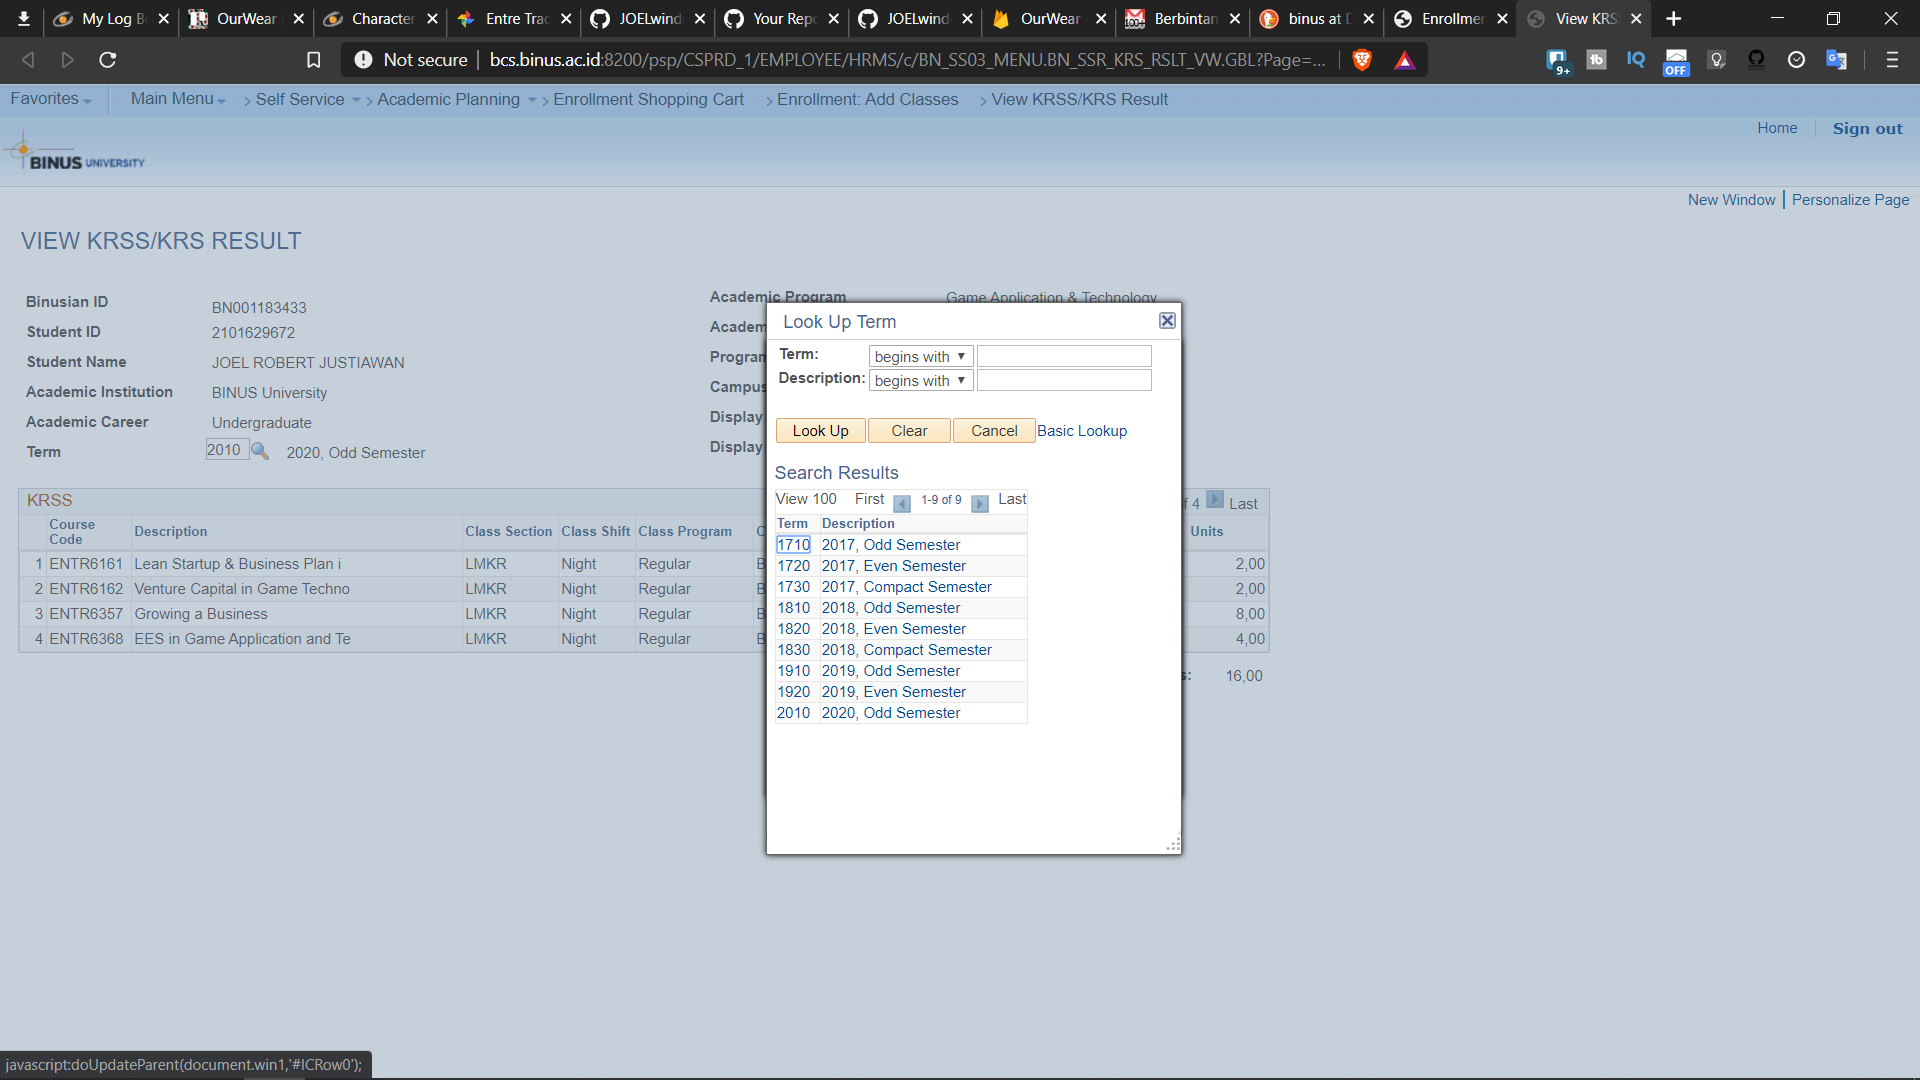 My Log B
OurWear
Character
Entre Trac
JOELwind
Your Repo
JOELwind
OurWear
Berbintan
binus at D
Enrollmen
View KRS
Not secure
bcs.binus.ac.id:8200/psp/CSPRD_1/EMPLOYEE/HRMS/c/BN_SS03_MENU.BN_SSR_KRS_RSLT_VW.GBL?Page=...
9+
OFF
Favorites
Main Menu
Self Service
Academic Planning
Enrollment Shopping Cart
Enrollment: Add Classes
View KRSS/KRS Result
Home
Sign out
BINUS UNIVERSITY
New Window
Personalize Page
VIEW KRSS/KRS RESULT
Binusian ID BN001183433
Student ID 2101629672
Student Name JOEL ROBERT JUSTIAWAN
Academic Institution BINUS University
Academic Career Undergraduate
Term 2010 2020, Odd Semester
Academic Program Game Application & Technology
Academ
Program
Campus
Display
Display
KRSS
f 4 Last
Course Code Description Class Section Class Shift Class Program Units
1 ENTR6161 Lean Startup & Business Plan i LMKR Night Regular B 2,00
2 ENTR6162 Venture Capital in Game Techno LMKR Night Regular B 2,00
3 ENTR6357 Growing a Business LMKR Night Regular B 8,00
4 ENTR6368 EES in Game Application and Te LMKR Night Regular B 4,00
s: 16,00
Look Up Term
Term: begins with
Description: begins with
Look Up Clear Cancel Basic Lookup
Search Results
View 100 First 1-9 of 9 Last
Term Description
1710 2017, Odd Semester
1720 2017, Even Semester
1730 2017, Compact Semester
1810 2018, Odd Semester
1820 2018, Even Semester
1830 2018, Compact Semester
1910 2019, Odd Semester
1920 2019, Even Semester
2010 2020, Odd Semester
javascript:doUpdateParent(document.win1,'#ICRow0');